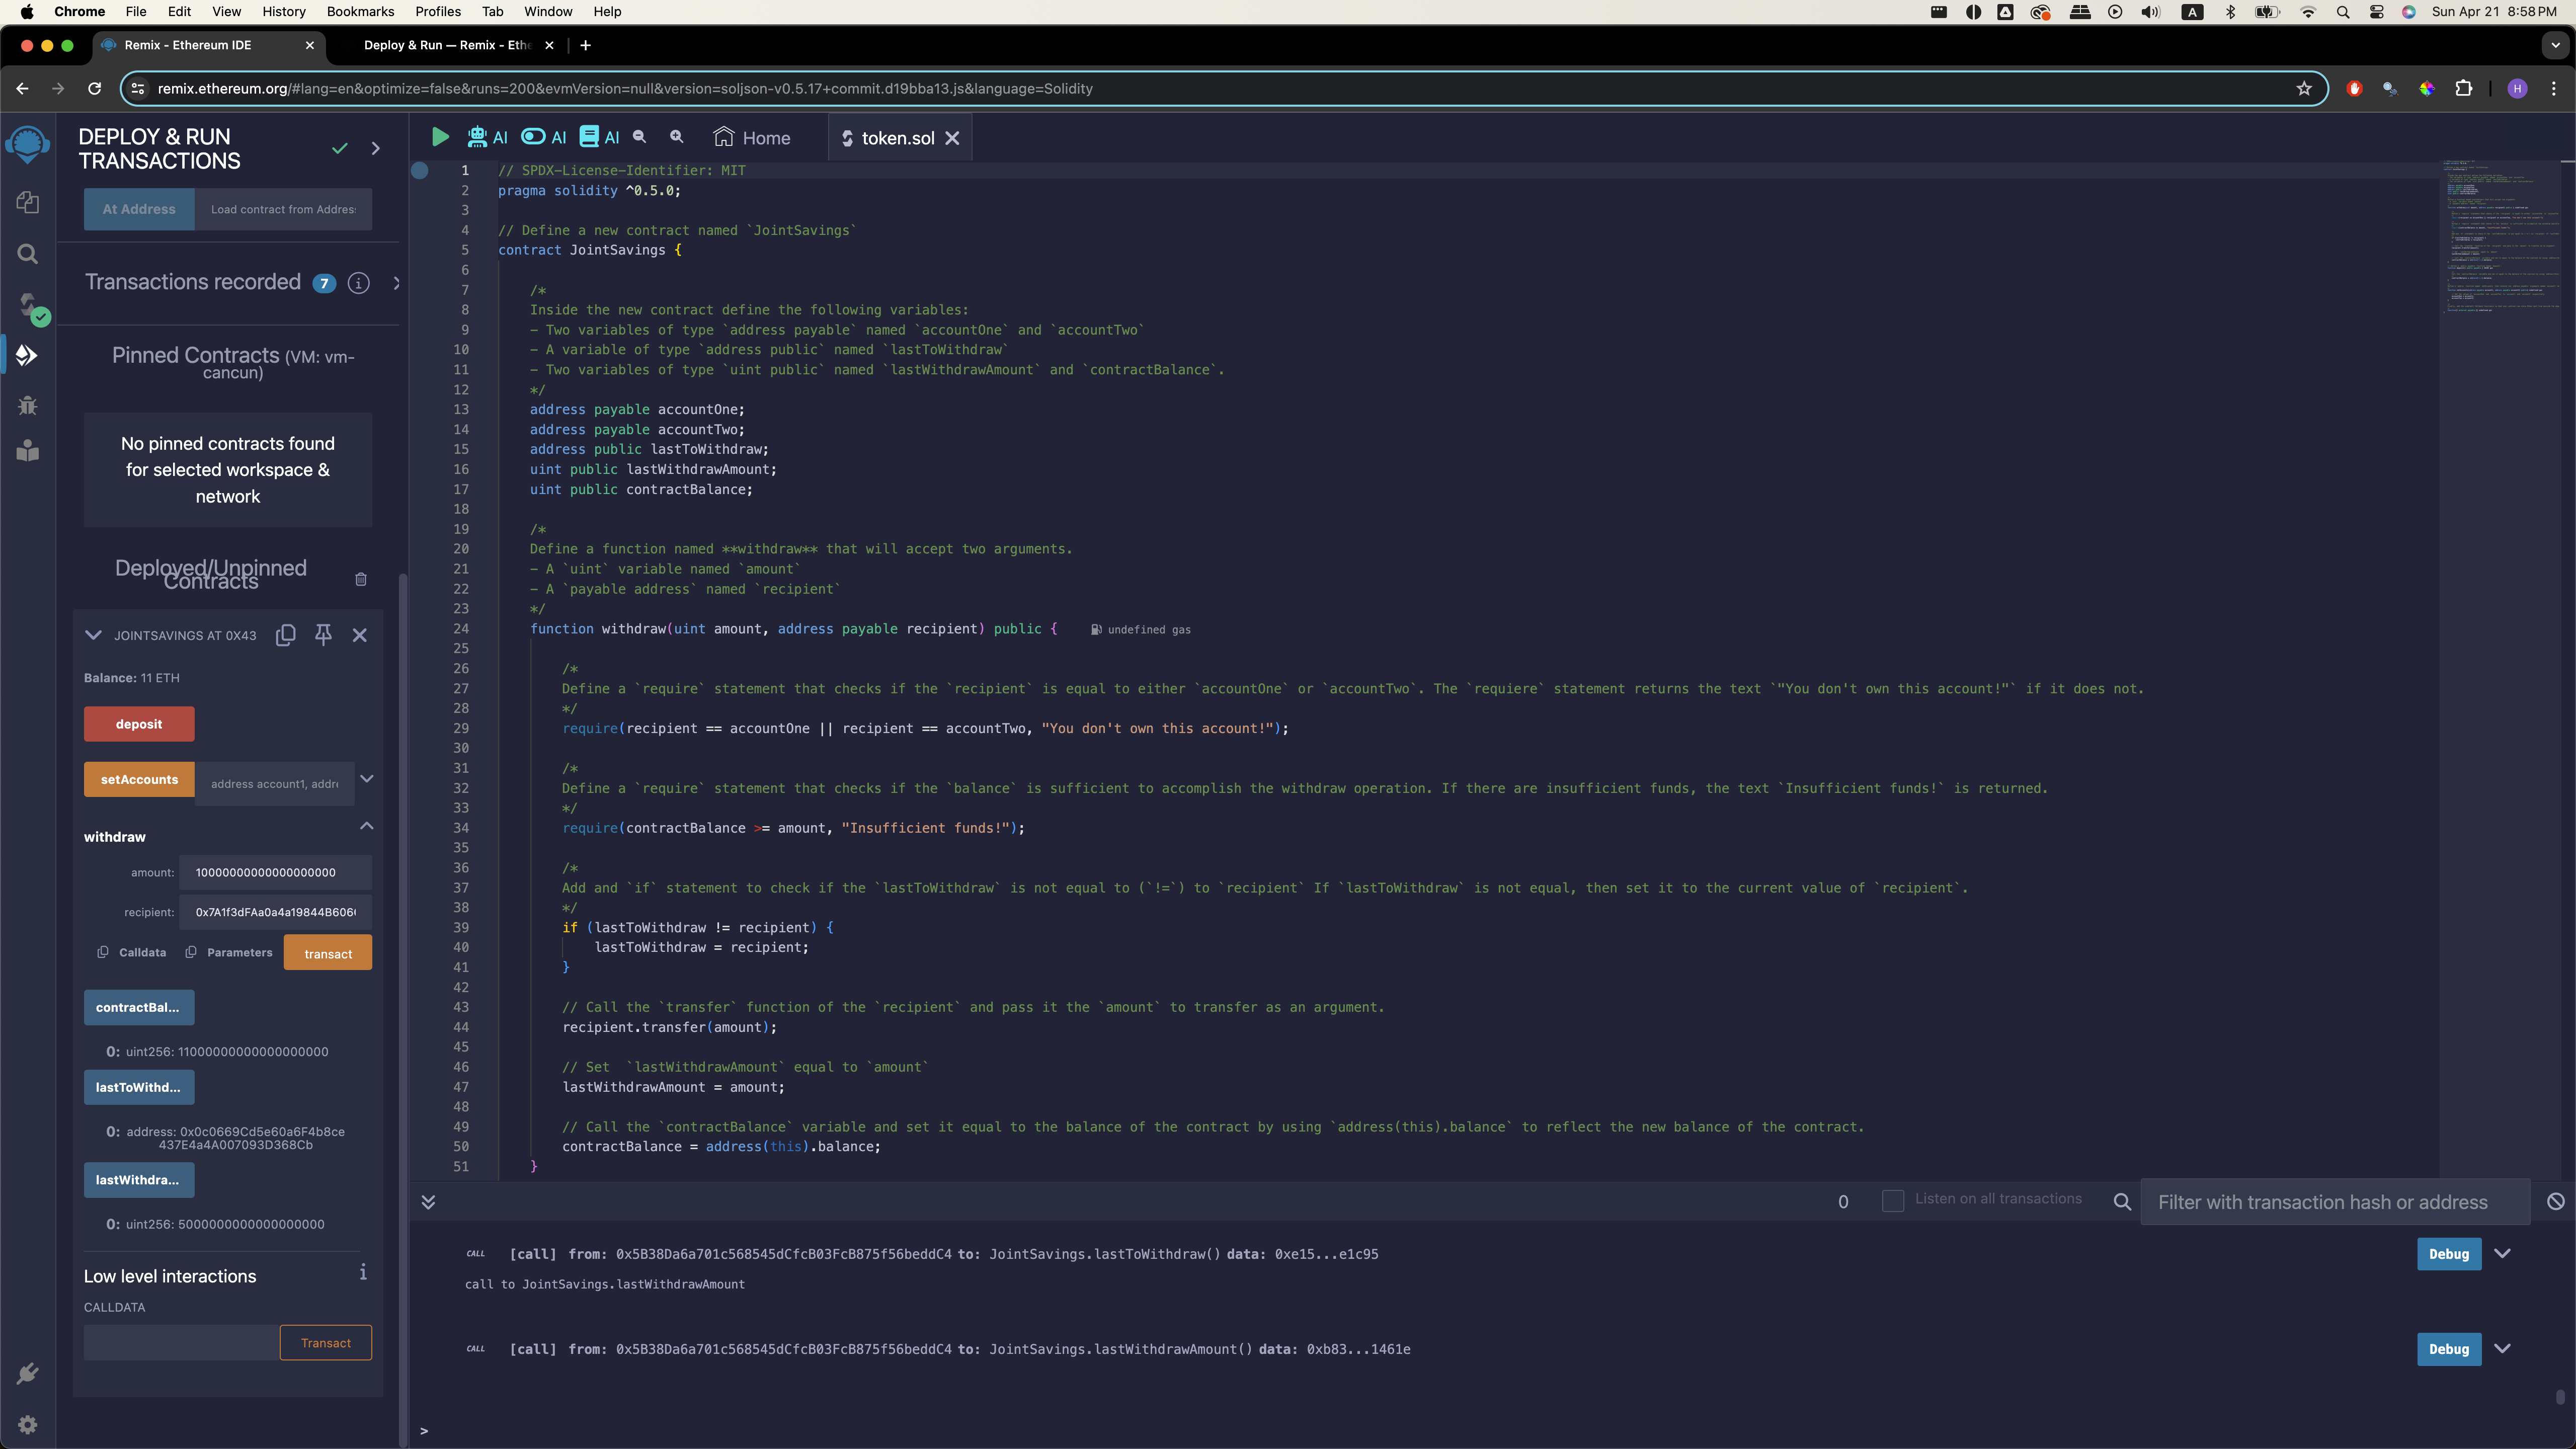 Chrome File Edit View History Bookmarks Profiles Tab Window Help
A
Sun Apr 21 8:58 PM
Remix - Ethereum IDE
Deploy & Run — Remix - Eth
remix.ethereum.org/#lang=en&optimize=false&runs=200&evmVersion=null&version=soljson-v0.5.17+commit.d19bba13.js&language=Solidity
H
DEPLOY & RUN
TRANSACTIONS
At Address Load contract from Addres
Transactions recorded 7 i
Pinned Contracts (VM: vm-
cancun)
No pinned contracts found
for selected workspace &
network
Deployed/Unpinned
Contracts
JOINTSAVINGS AT 0X43
Balance: 11 ETH
deposit
setAccounts address account1, addr
withdraw
amount: 10000000000000000000
recipient: 0x7A1f3dFAa0a4a19844B606
Calldata Parameters transact
contractBal...
0: uint256: 11000000000000000000
lastToWithd...
0: address: 0x0c0669Cd5e60a6F4b8ce
437E4a4A007093D368Cb
lastWithdra...
0: uint256: 5000000000000000000
Low level interactions i
CALLDATA
Transact
AI AI AI Home token.sol
1 // SPDX-License-Identifier: MIT
2 pragma solidity ^0.5.0;
3
4 // Define a new contract named `JointSavings`
5 contract JointSavings {
6
7 /*
8 Inside the new contract define the following variables:
9 - Two variables of type `address payable` named `accountOne` and `accountTwo`
10 - A variable of type `address public` named `lastToWithdraw`
11 - Two variables of type `uint public` named `lastWithdrawAmount` and `contractBalance`.
12 */
13 address payable accountOne;
14 address payable accountTwo;
15 address public lastToWithdraw;
16 uint public lastWithdrawAmount;
17 uint public contractBalance;
18
19 /*
20 Define a function named **withdraw** that will accept two arguments.
21 - A `uint` variable named `amount`
22 - A `payable address` named `recipient`
23 */
24 function withdraw(uint amount, address payable recipient) public { undefined gas
25
26 /*
27 Define a `require` statement that checks if the `recipient` is equal to either `accountOne` or `accountTwo`. The `requiere` statement returns the text `"You don't own this account!"` if it does not.
28 */
29 require(recipient == accountOne || recipient == accountTwo, "You don't own this account!");
30
31 /*
32 Define a `require` statement that checks if the `balance` is sufficient to accomplish the withdraw operation. If there are insufficient funds, the text `Insufficient funds!` is returned.
33 */
34 require(contractBalance >= amount, "Insufficient funds!");
35
36 /*
37 Add and `if` statement to check if the `lastToWithdraw` is not equal to (`!=`) to `recipient` If `lastToWithdraw` is not equal, then set it to the current value of `recipient`.
38 */
39 if (lastToWithdraw != recipient) {
40 lastToWithdraw = recipient;
41 }
42
43 // Call the `transfer` function of the `recipient` and pass it the `amount` to transfer as an argument.
44 recipient.transfer(amount);
45
46 // Set  `lastWithdrawAmount` equal to `amount`
47 lastWithdrawAmount = amount;
48
49 // Call the `contractBalance` variable and set it equal to the balance of the contract by using `address(this).balance` to reflect the new balance of the contract.
50 contractBalance = address(this).balance;
51 }
0 Listen on all transactions Filter with transaction hash or address
CALL [call] from: 0x5B38Da6a701c568545dCfcB03FcB875f56beddC4 to: JointSavings.lastToWithdraw() data: 0xe15...e1c95 Debug
call to JointSavings.lastWithdrawAmount
CALL [call] from: 0x5B38Da6a701c568545dCfcB03FcB875f56beddC4 to: JointSavings.lastWithdrawAmount() data: 0xb83...1461e Debug
>